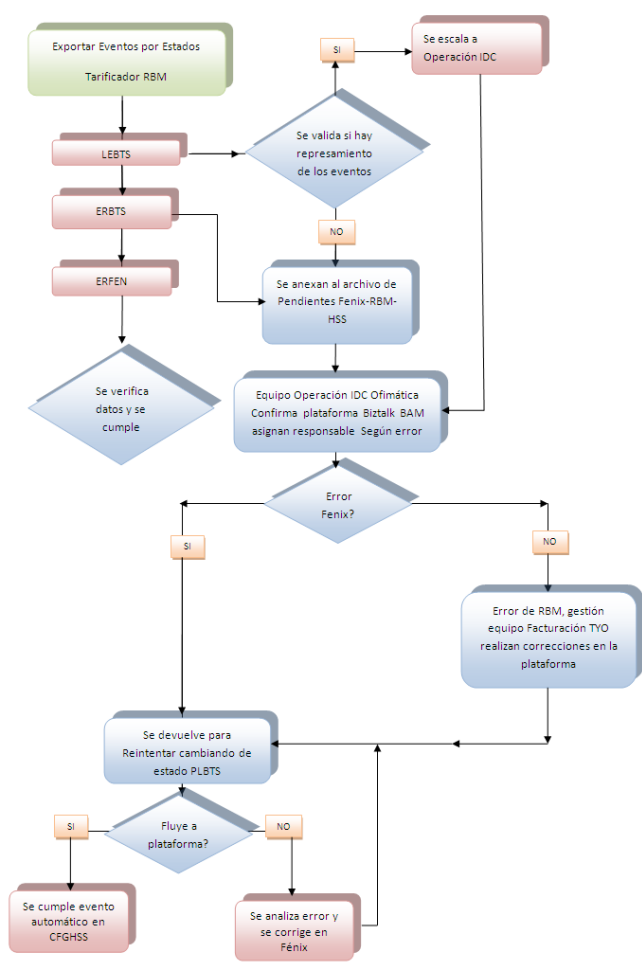 Exportar Eventos por Estados
Tarificador RBM
SI
Se escala a
Operación IDC
LEBTS
Se valida si hay
represamiento
de los eventos
ERBTS
NO
ERFEN
Se anexan al archivo de
Pendientes Fenix-RBM-
HSS
Se verifica
datos y se
cumple
Equipo Operación IDC Ofimática
Confirma plataforma Biztalk BAM
asignan responsable Según error
Error
Fenix?
SI
NO
Error de RBM, gestión
equipo Facturación TYO
realizan correcciones en la
plataforma
Se devuelve para
Reintentar cambiando de
estado PLBTS
SI
Fluye a
plataforma?
NO
Se cumple evento
automático en
CFGHSS
Se analiza error y
se corrige en
Fénix